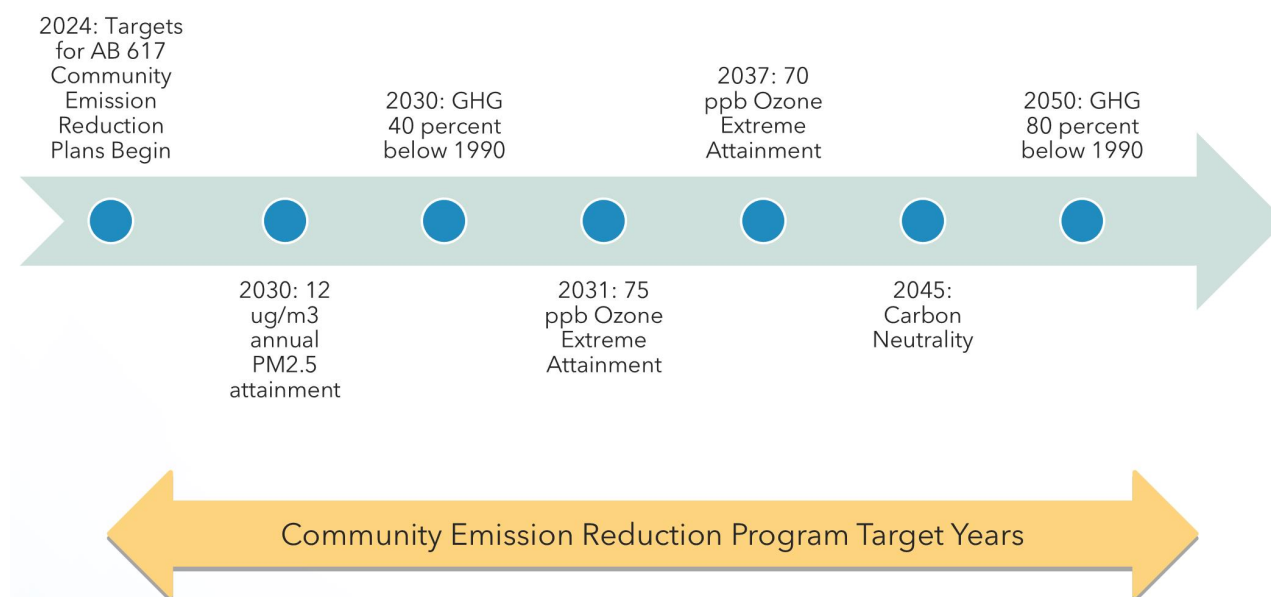 2024: Targets
for AB 617
Community
Emission
Reduction
Plans Begin
2030: 12
ug/m3
annual
PM2.5
attainment
2030: GHG
40 percent
below 1990
2031: 75
ppb Ozone
Extreme
Attainment
2037: 70
ppb Ozone
Extreme
Attainment
2045:
Carbon
Neutrality
2050: GHG
80 percent
below 1990
Community Emission Reduction Program Target Years